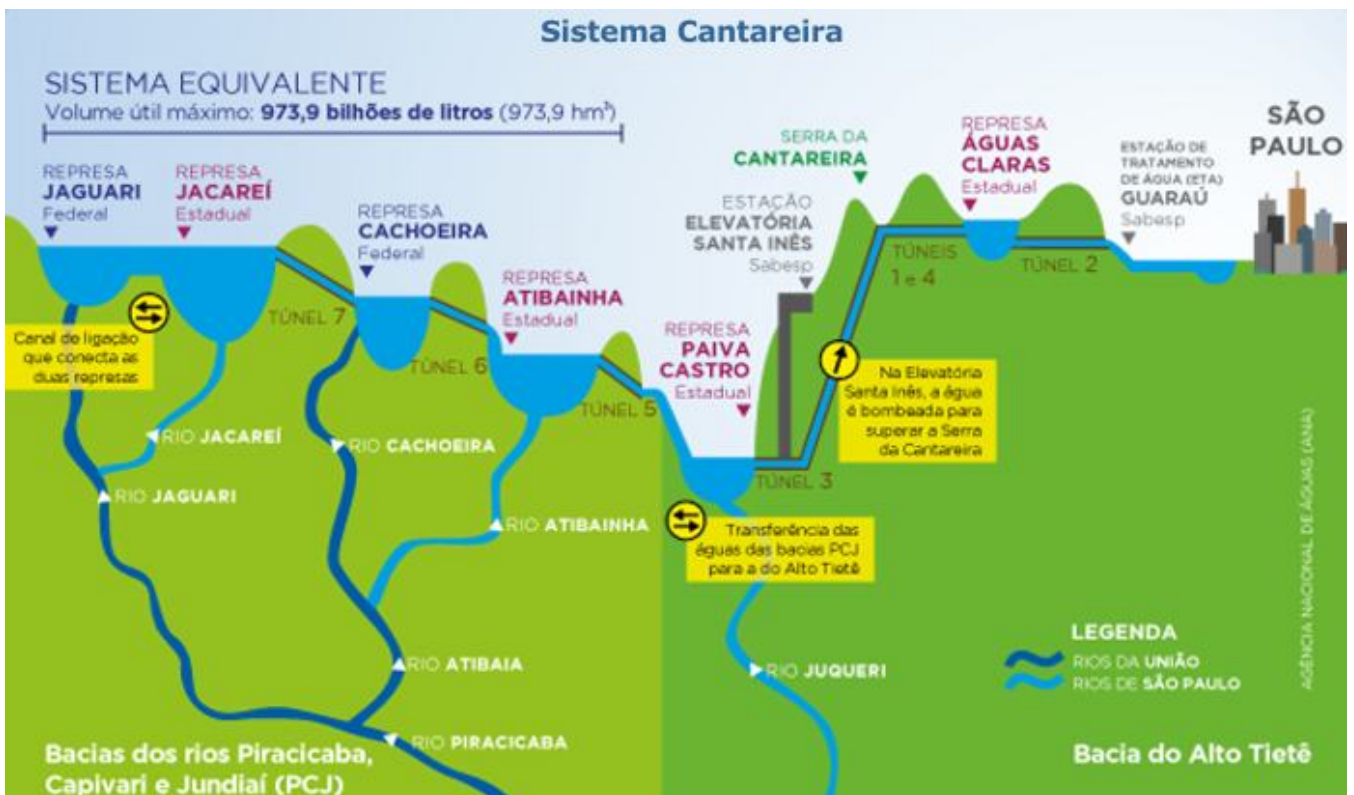 Sistema Cantareira
SISTEMA EQUIVALENTE
Volume útil máximo: 973,9 bilhões de litros (973,9 hm³)
REPRESA
JAGUARI
Federal
REPRESA
JACAREÍ
Estadual
REPRESA
CACHOEIRA
Federal
REPRESA
ATIBAINHA
Estadual
REPRESA
PAIVA
CASTRO
Estadual
ESTAÇÃO
ELEVATÓRIA
SANTA INÊS
Sabesp
SERRA DA
CANTAREIRA
REPRESA
ÁGUAS
CLARAS
Estadual
ESTAÇÃO DE
TRATAMENTO
DE ÁGUA (ETA)
GUARAÚ
Sabesp
SÃO
PAULO
TÚNEL 7
TÚNEL 6
TÚNEL 5
TÚNEL 3
TÚNEIS
1 e 4
TÚNEL 2
Canal de ligação
que conecta as
duas represas
Na Elevatória
Santa Inês, a água
é bombeada para
superar a Serra
da Cantareira
Transferência das
águas das bacias PCJ
para a do Alto Tietê
RIO JACAREÍ
RIO JAGUARI
RIO CACHOEIRA
RIO ATIBAINHA
RIO ATIBAIA
RIO PIRACICABA
RIO JUQUERI
LEGENDA
RIOS DA UNIÃO
RIOS DE SÃO PAULO
AGÊNCIA NACIONAL DE ÁGUAS (ANA)
Bacias dos rios Piracicaba,
Capivari e Jundiaí (PCJ)
Bacia do Alto Tietê